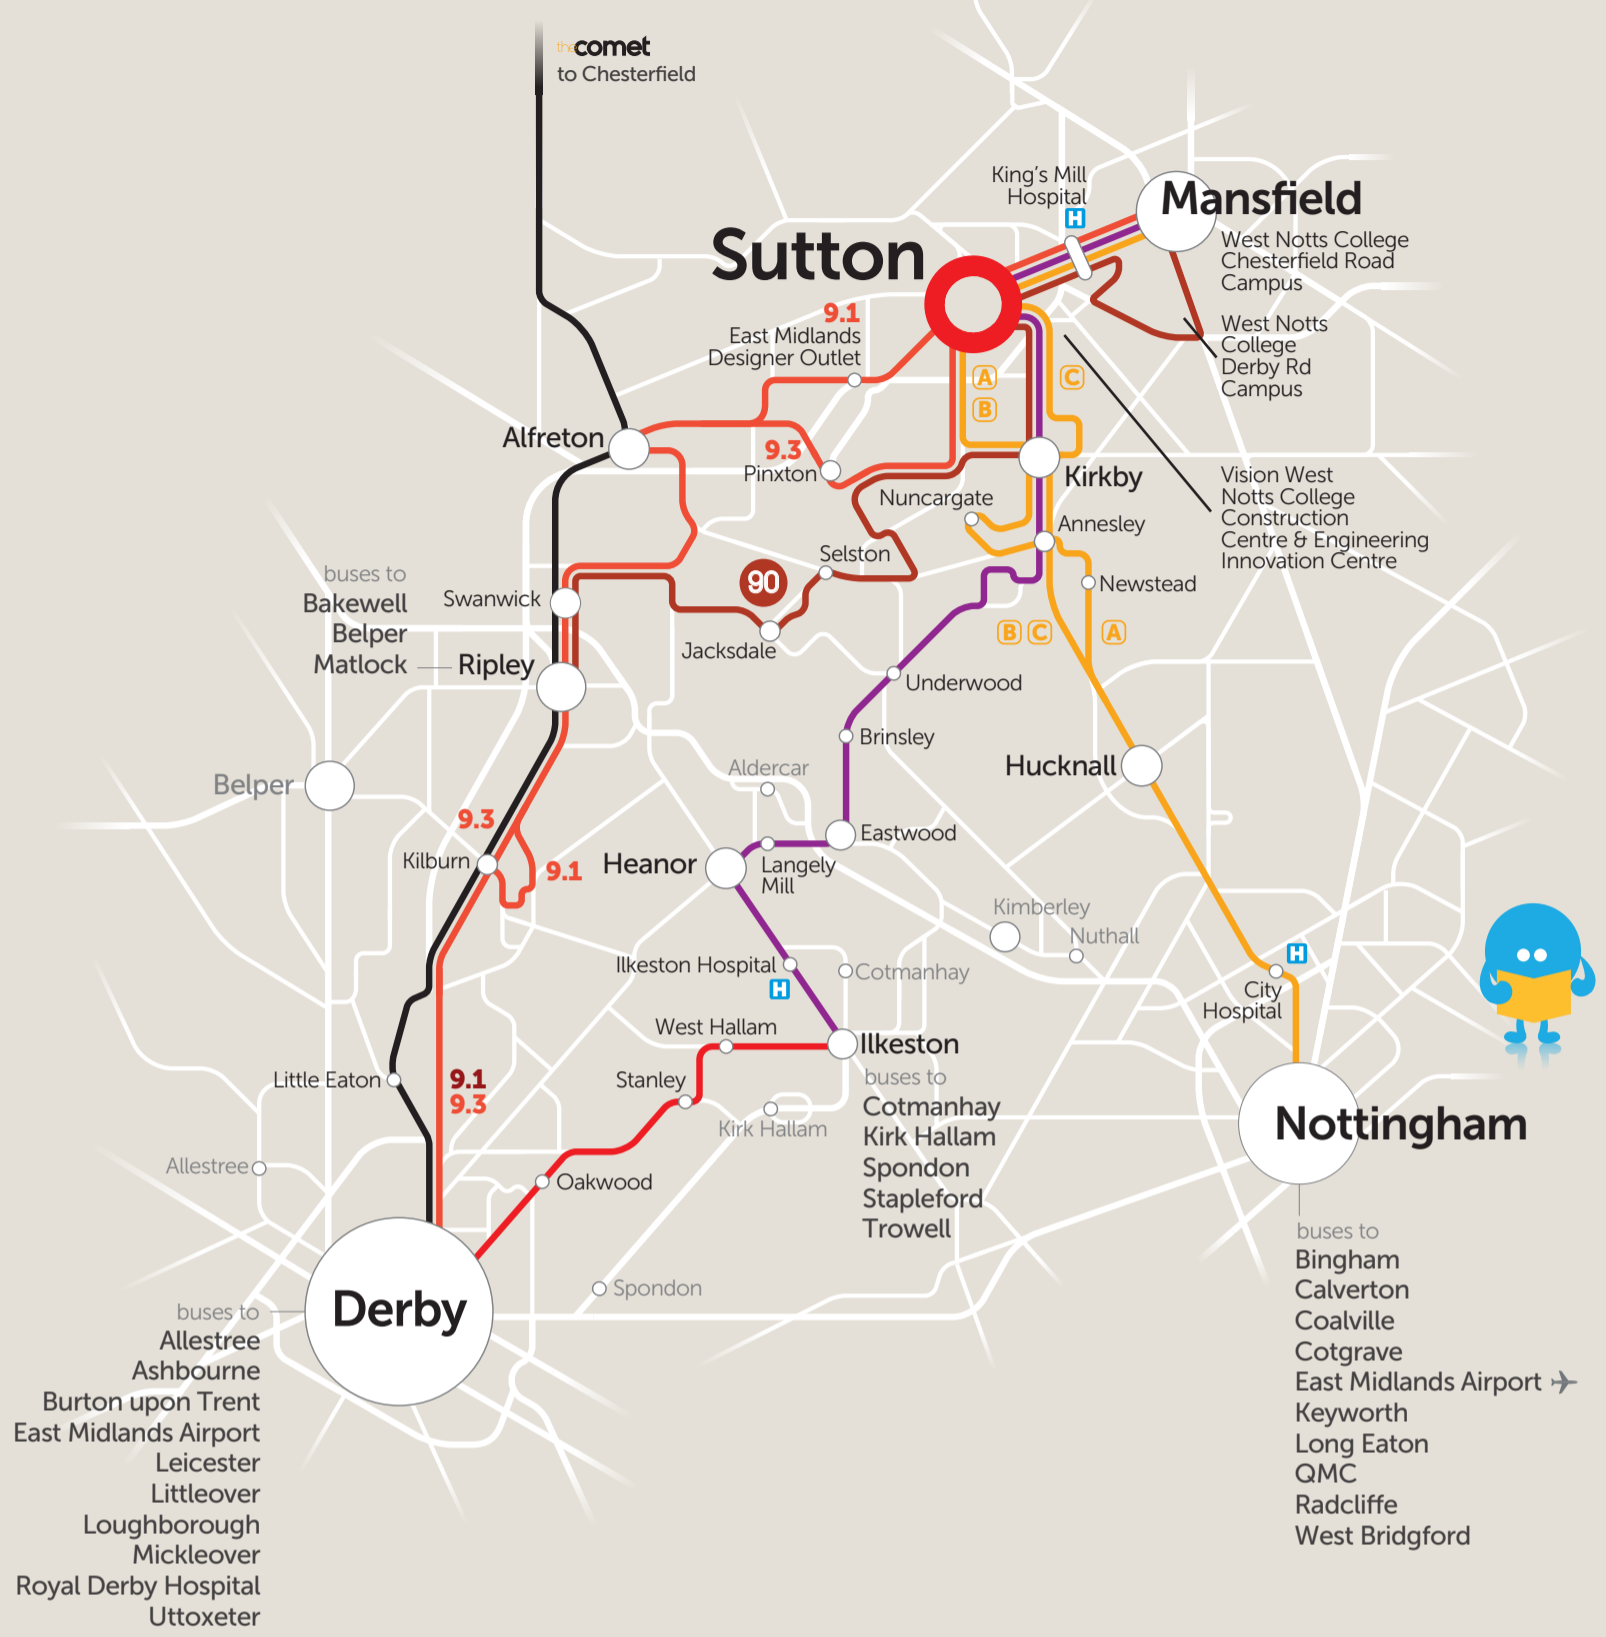 thecomet
to Chesterfield
King's Mill
Hospital
H
Mansfield
West Notts College
Chesterfield Road
Campus
West Notts
College
Derby Rd
Campus
Sutton
9.1
East Midlands
Designer Outlet
A
B
C
Alfreton
9.3
Pinxton
Kirkby
Vision West
Notts College
Construction
Centre & Engineering
Innovation Centre
Nuncargate
Annesley
Selston
Newstead
90
buses to
Bakewell
Belper
Matlock
Swanwick
Ripley
Jacksdale
B C A
Underwood
Brinsley
Hucknall
Aldercar
Belper
9.3
Kilburn
9.1
Heanor
Langely
Mill
Eastwood
Kimberley
Nuthall
Ilkeston Hospital
H
Cotmanhay
H
City
Hospital
West Hallam
Ilkeston
buses to
Cotmanhay
Kirk Hallam
Spondon
Stapleford
Trowell
Little Eaton
9.1
9.3
Stanley
Kirk Hallam
Nottingham
Allestree
Oakwood
Spondon
Derby
buses to
Allestree
Ashbourne
Burton upon Trent
East Midlands Airport
Leicester
Littleover
Loughborough
Mickleover
Royal Derby Hospital
Uttoxeter
buses to
Bingham
Calverton
Coalville
Cotgrave
East Midlands Airport
Keyworth
Long Eaton
QMC
Radcliffe
West Bridgford